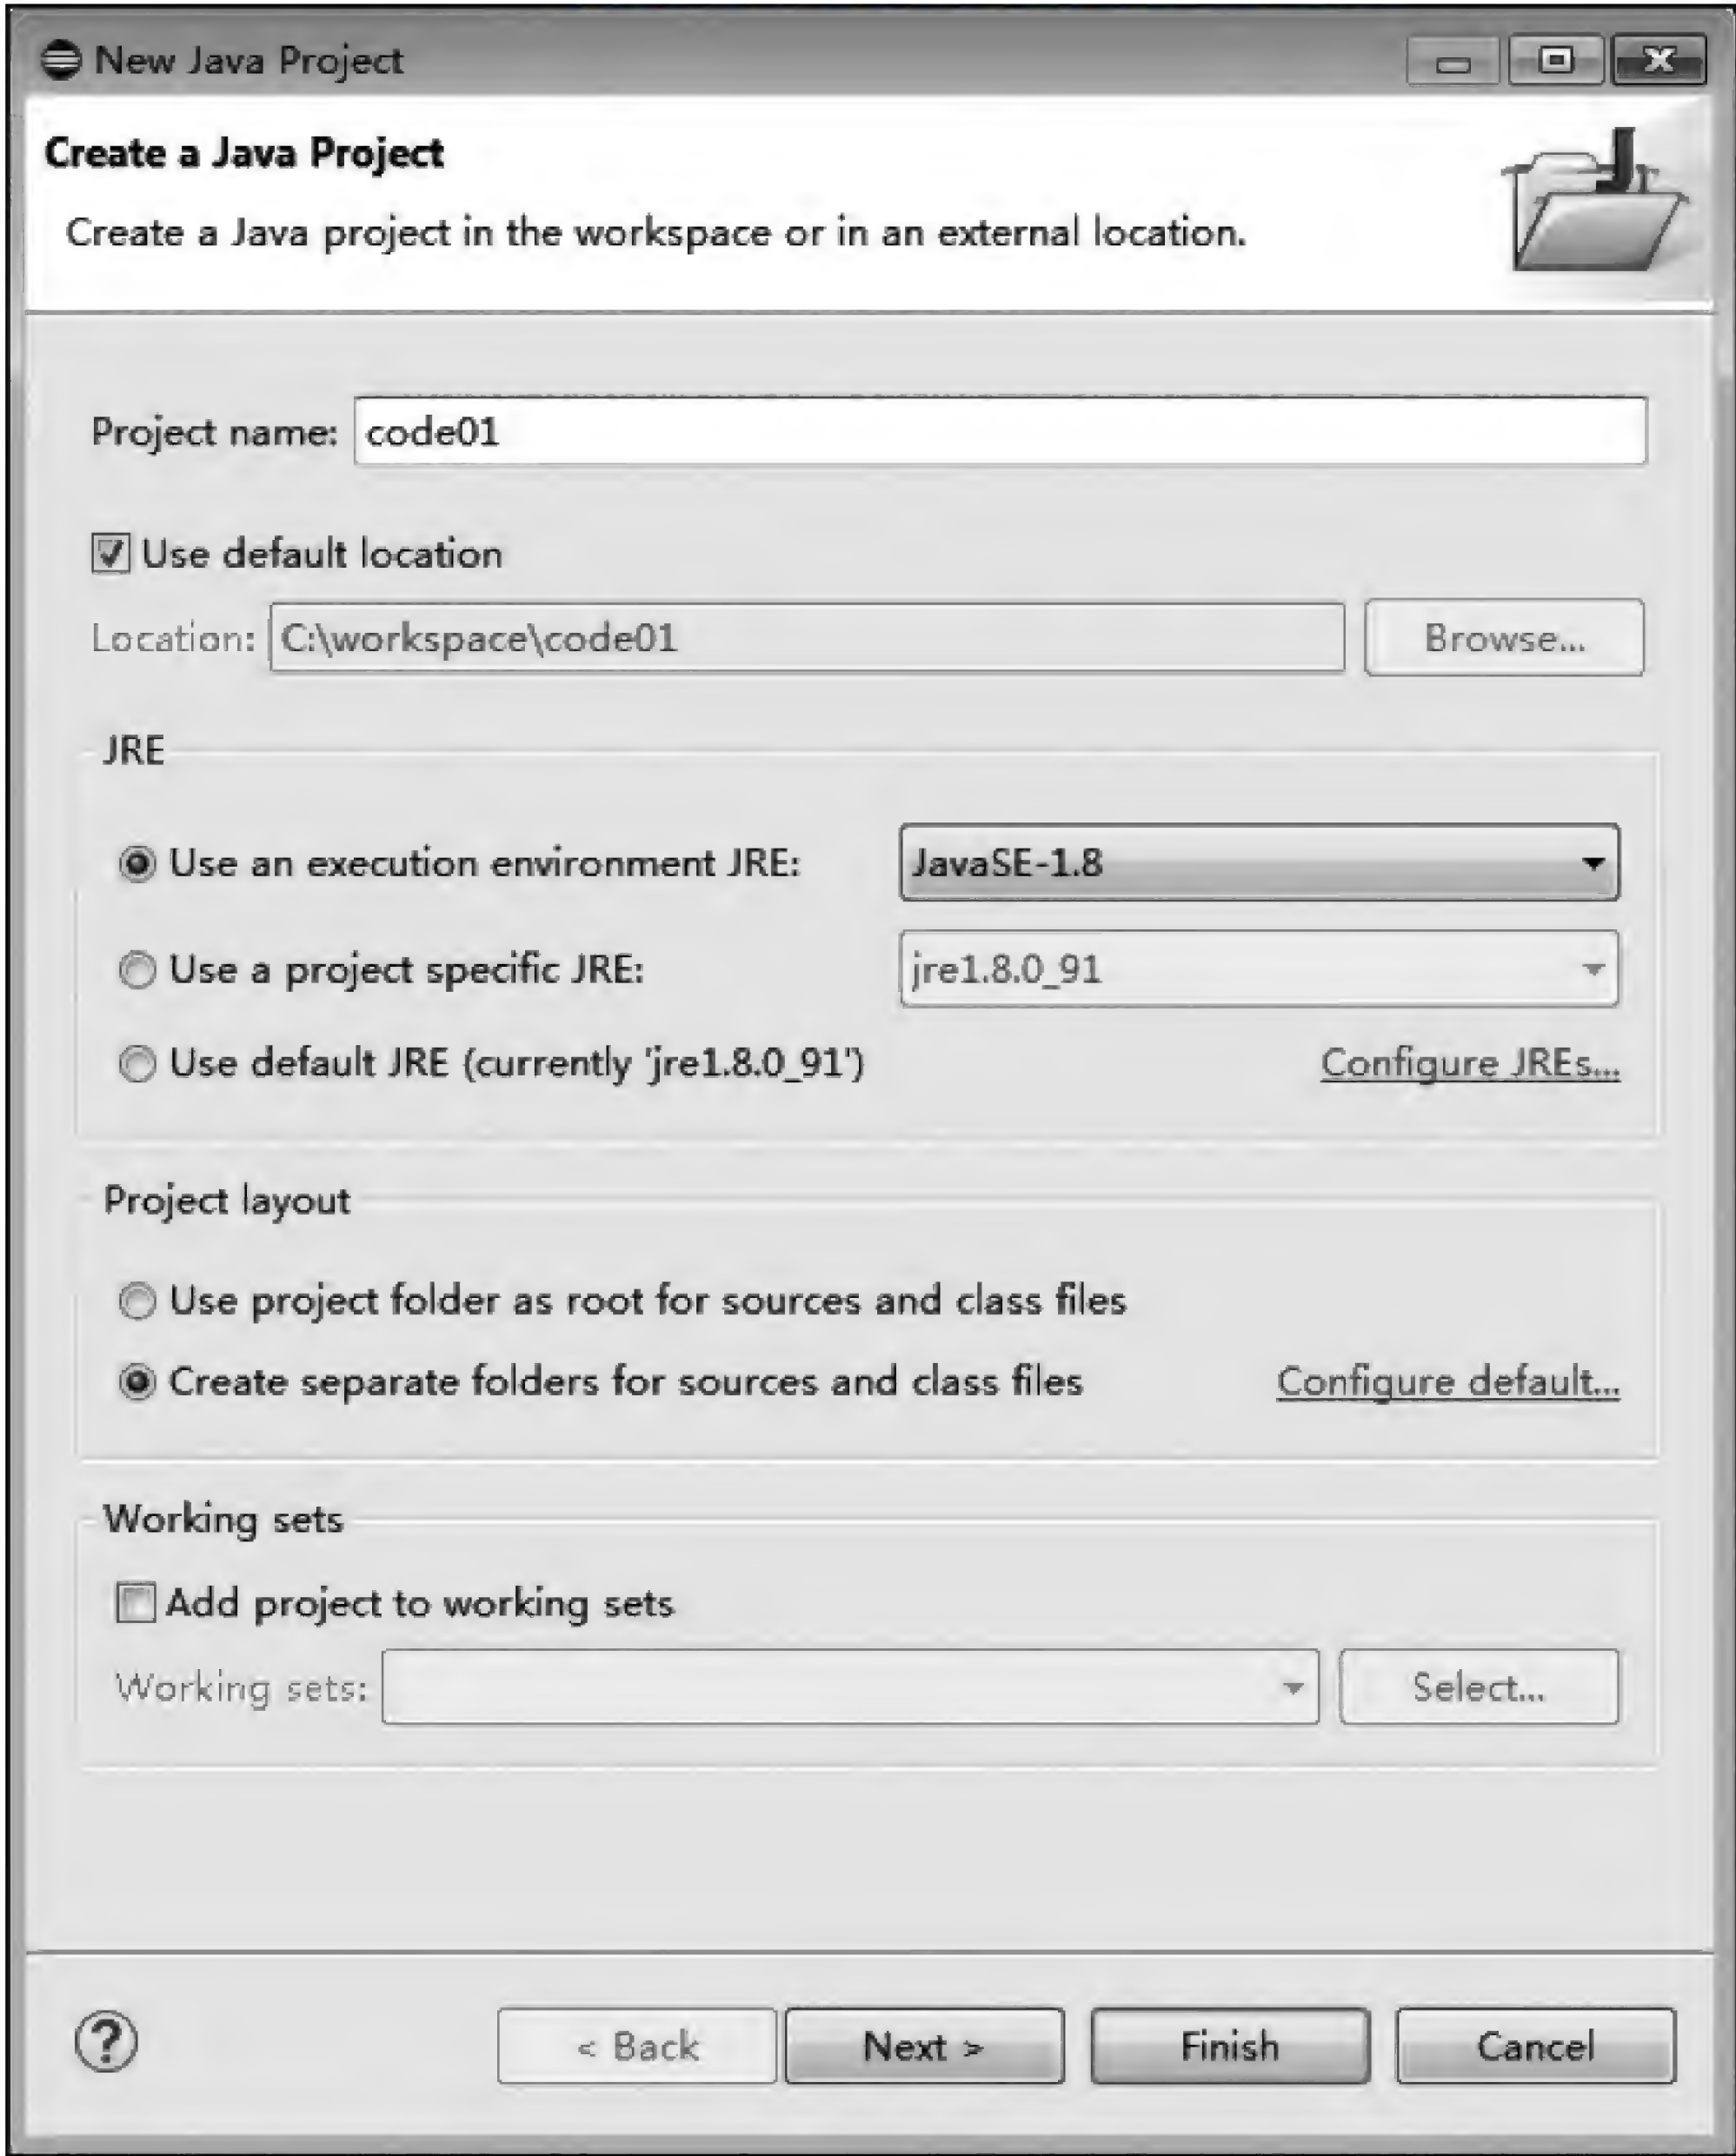 New Java Project
Create a Java Project
Create a Java project in the workspace or in an external location.
Project name: code01
Use default location
Location: C:\workspace\code01 Browse...
JRE
Use an execution environment JRE: JavaSE-1.8
Use a project specific JRE: jre1.8.0_91
Use default JRE (currently 'jre1.8.0_91') Configure JREs...
Project layout
Use project folder as root for sources and class files
Create separate folders for sources and class files Configure default...
Working sets
Add project to working sets
Working sets: Select...
< Back Next > Finish Cancel